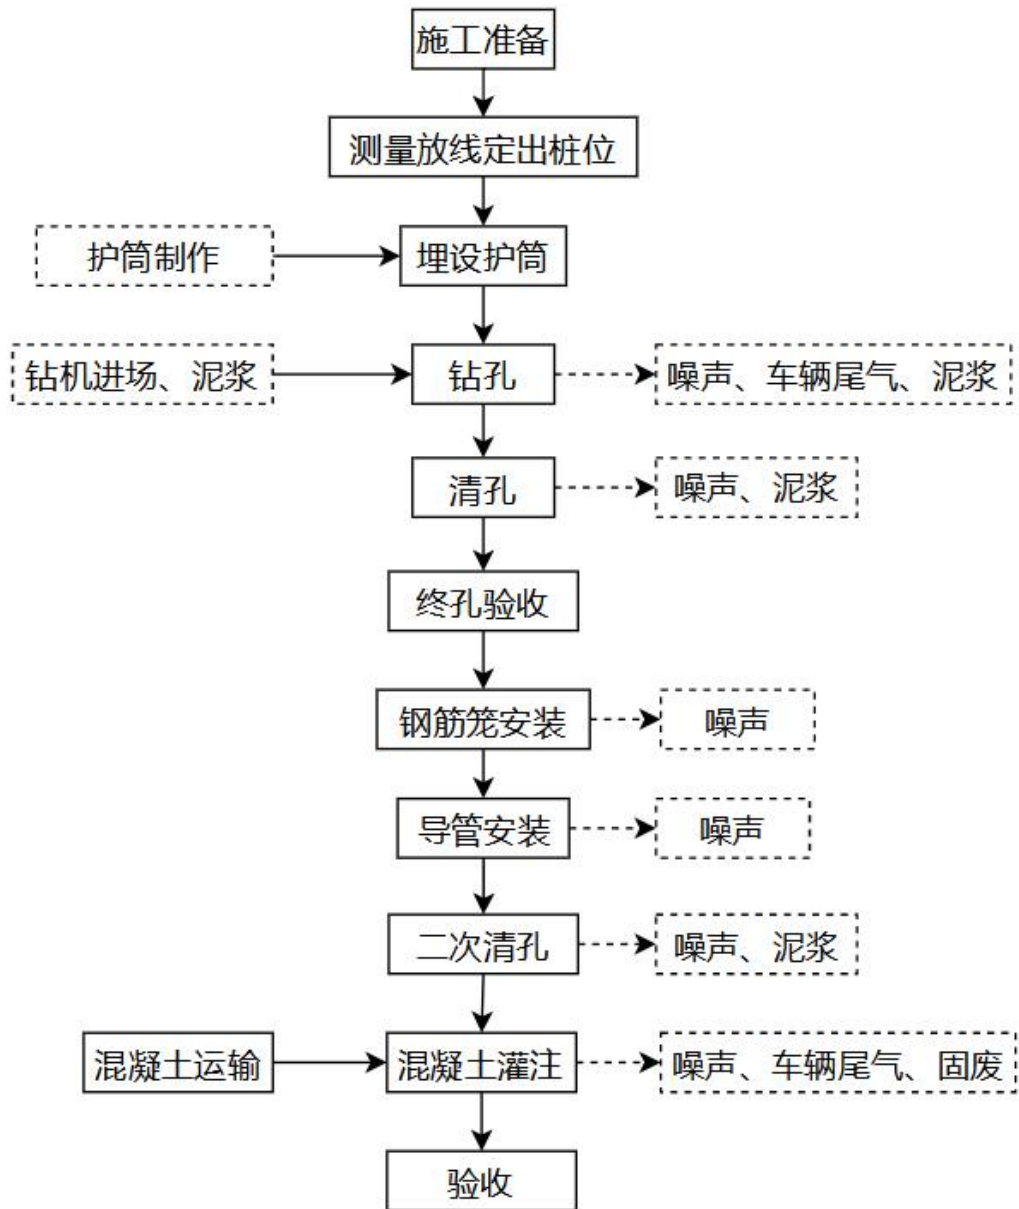 施工准备
测量放线定出桩位
护筒制作
埋设护筒
钻机进场、泥浆
钻孔
噪声、车辆尾气、泥浆
清孔
噪声、泥浆
终孔验收
钢筋笼安装
噪声
导管安装
噪声
二次清孔
噪声、泥浆
混凝土运输
混凝土灌注
噪声、车辆尾气、固废
验收